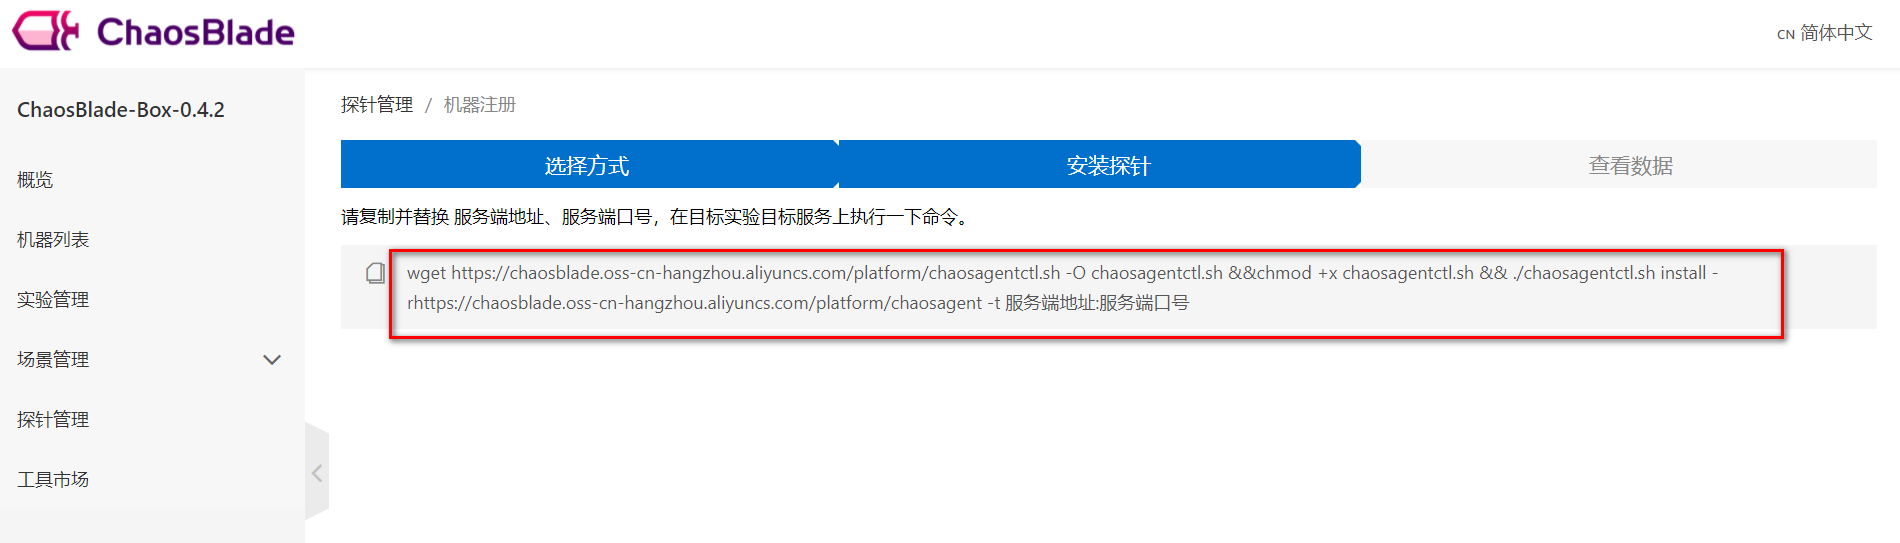 ChaosBlade
CN 简体中文
ChaosBlade-Box-0.4.2
概览
机器列表
实验管理
场景管理
探针管理
工具市场
探针管理 / 机器注册
选择方式
安装探针
查看数据
请复制并替换 服务端地址、服务端口号，在目标实验目标服务上执行一下命令。
wget https://chaosblade.oss-cn-hangzhou.aliyuncs.com/platform/chaosagentctl.sh -O chaosagentctl.sh &&chmod +x chaosagentctl.sh && ./chaosagentctl.sh install -
rhttps://chaosblade.oss-cn-hangzhou.aliyuncs.com/platform/chaosagent -t 服务端地址:服务端口号